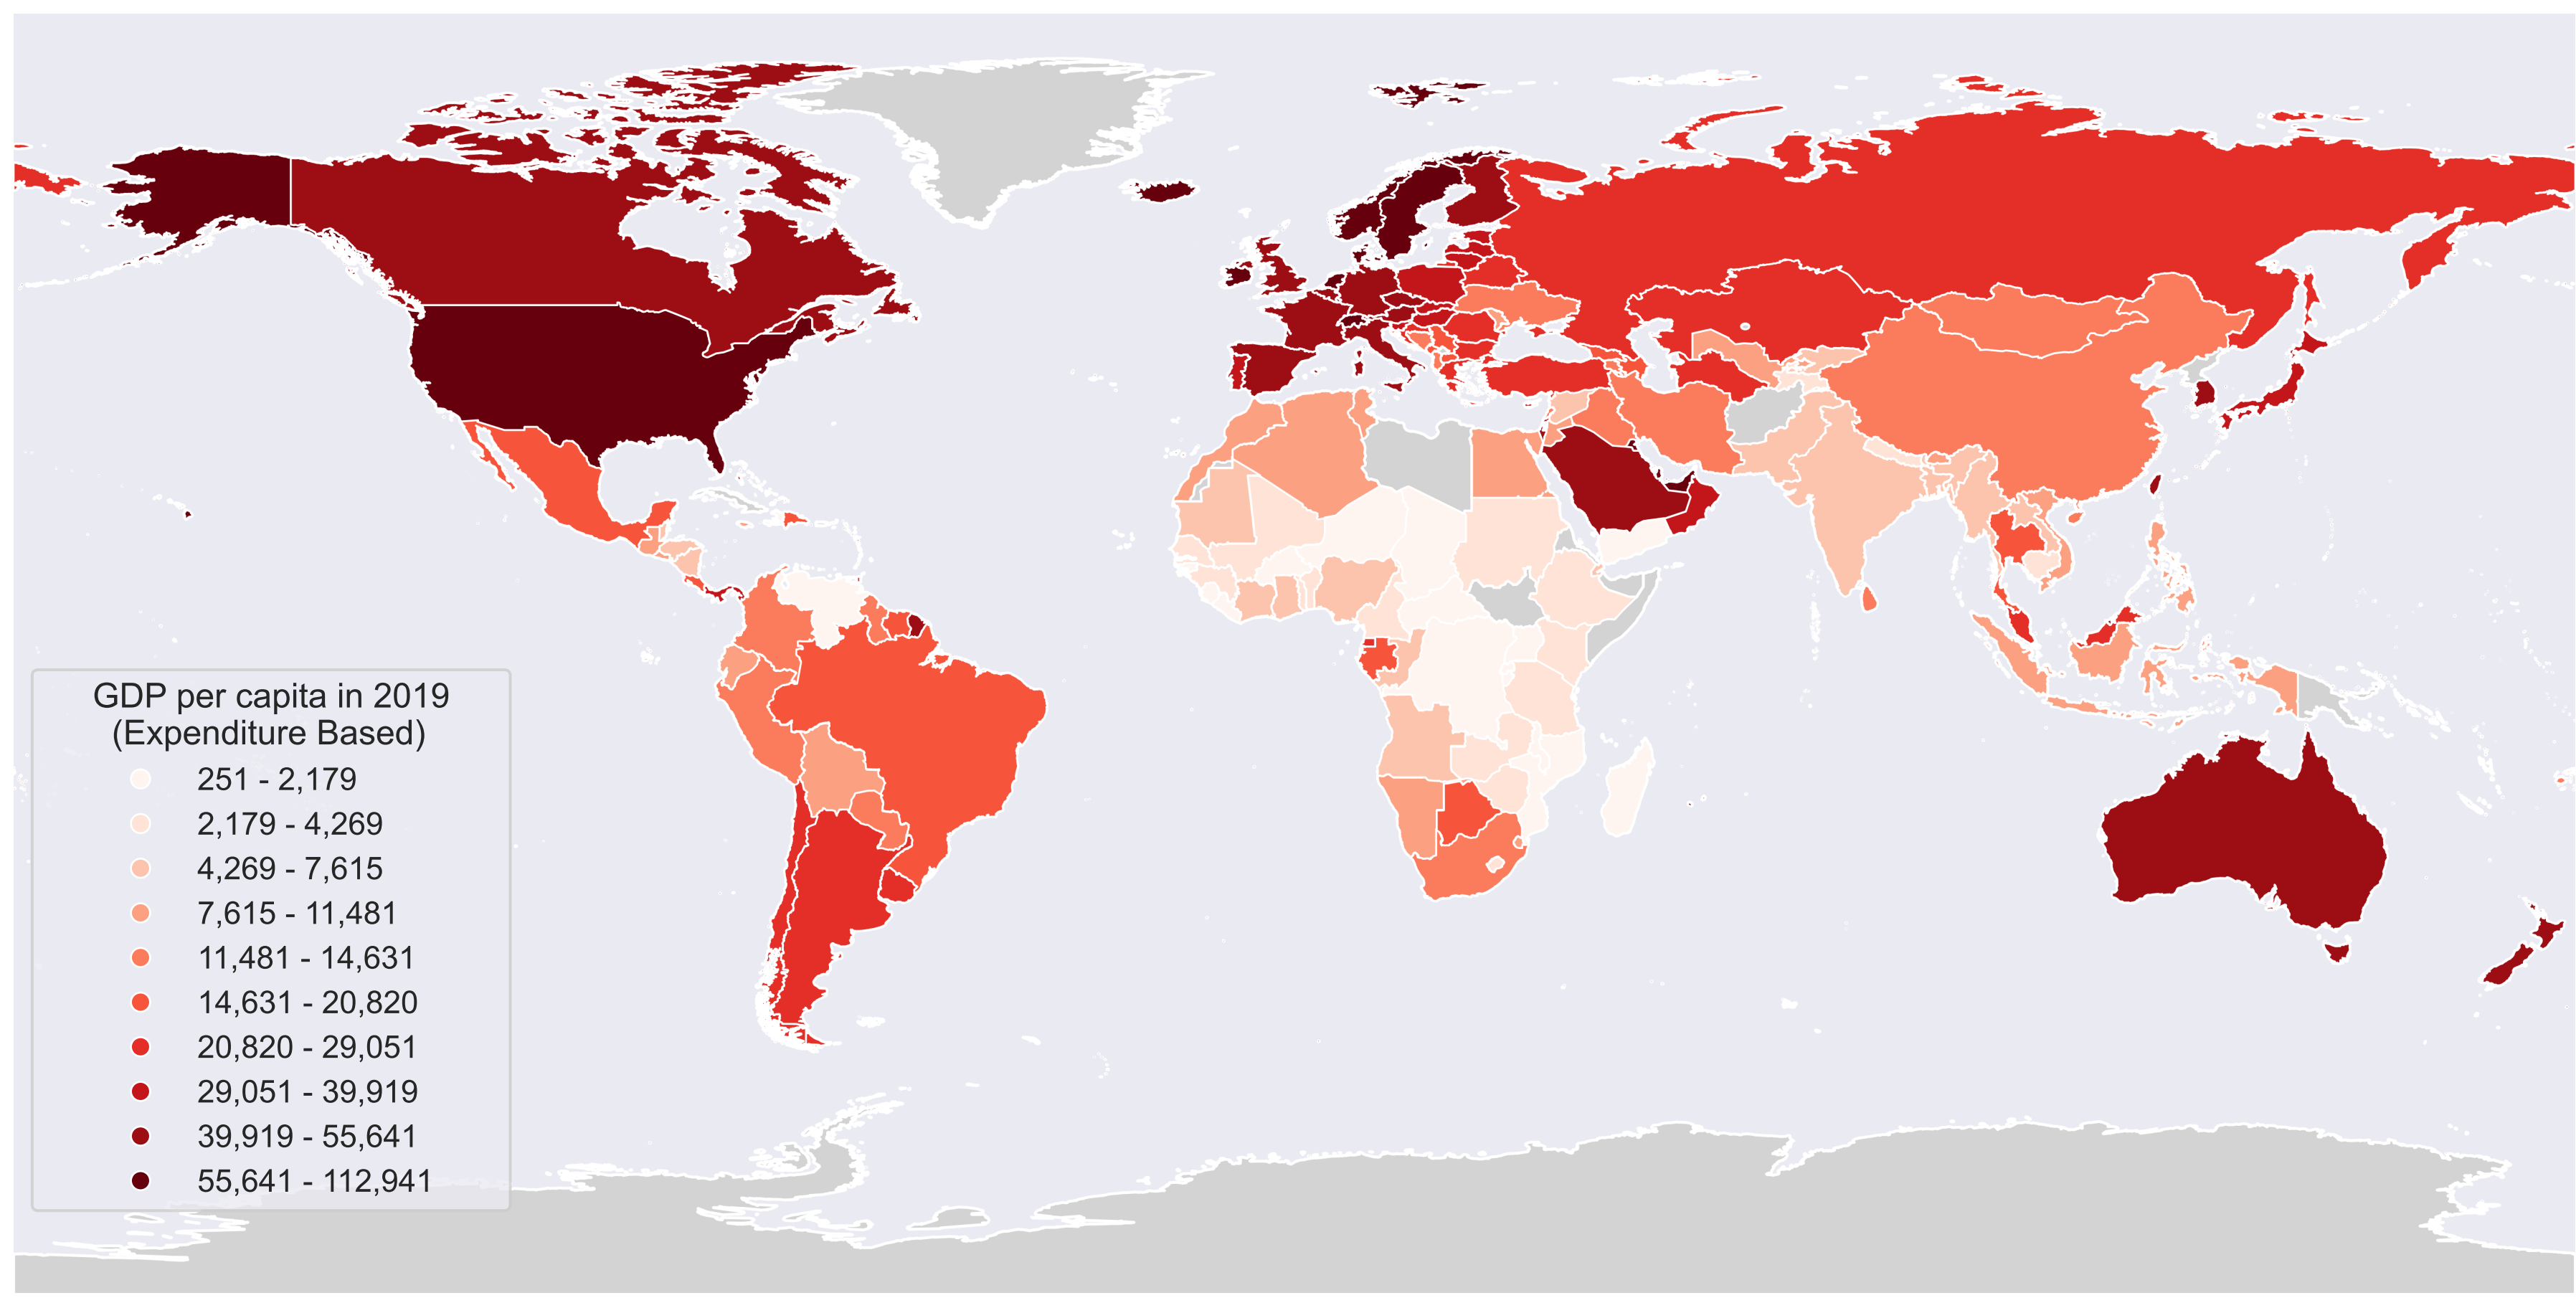 GDP per capita in 2019
(Expenditure Based)
251 - 2,179
2,179 - 4,269
4,269 - 7,615
7,615 - 11,481
11,481 - 14,631
14,631 - 20,820
20,820 - 29,051
29,051 - 39,919
39,919 - 55,641
55,641 - 112,941